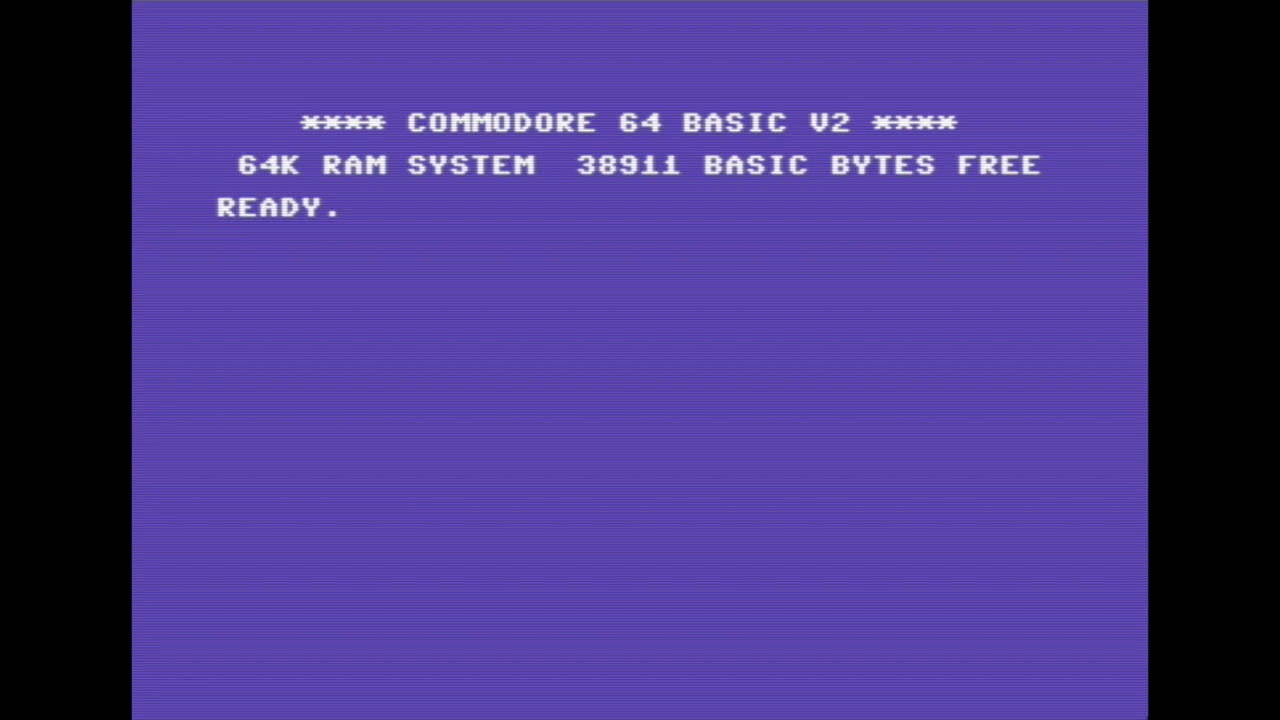 **** COMMODORE 64 BASIC V2 ****
64K RAM SYSTEM  38911 BASIC BYTES FREE
READY.